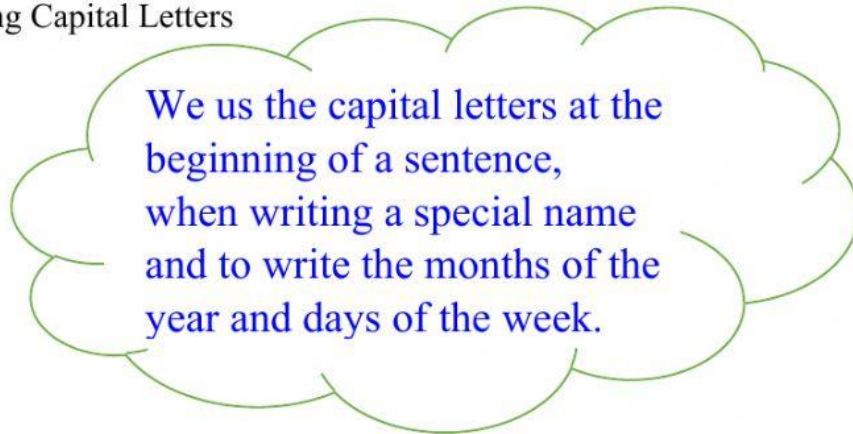 ng Capital Letters
We us the capital letters at the
beginning of a sentence,
when writing a special name
and to write the months of the
year and days of the week.